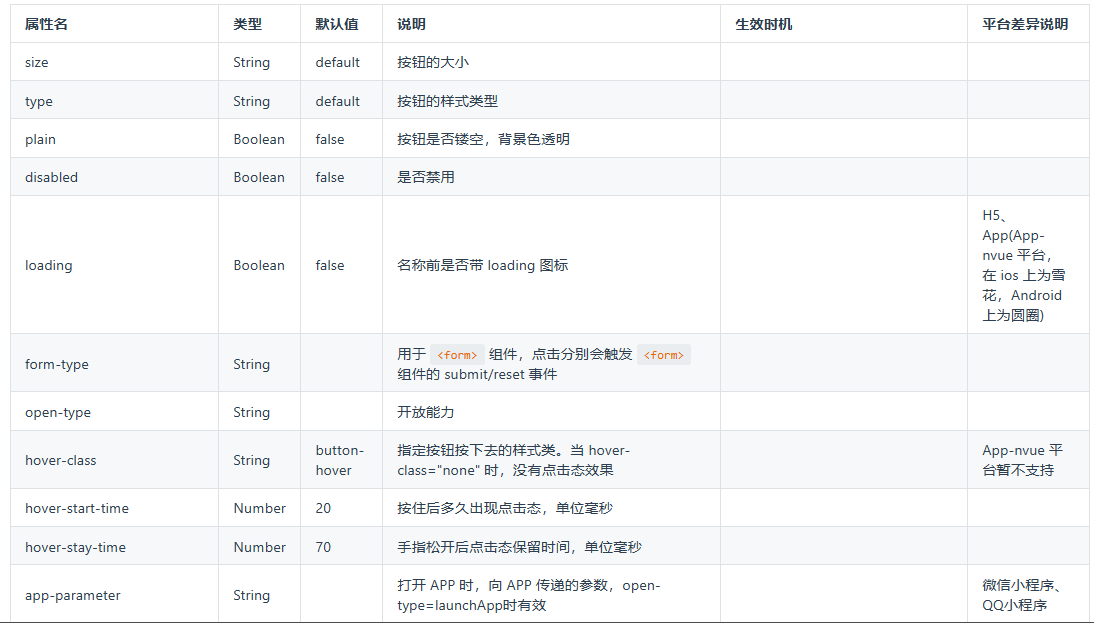 属性名 类型 默认值 说明 生效时机 平台差异说明
size String default 按钮的大小
type String default 按钮的样式类型
plain Boolean false 按钮是否镂空，背景色透明
disabled Boolean false 是否禁用
loading Boolean false 名称前是否带 loading 图标
H5、
App(App-
nvue 平台，
在 ios 上为雪
花，Android
上为圆圈)
form-type String
用于 <form> 组件，点击分别会触发 <form>
组件的 submit/reset 事件
open-type String 开放能力
hover-class String
button-
hover
指定按钮按下去的样式类。当 hover-
class="none" 时，没有点击态效果
App-nvue 平
台暂不支持
hover-start-time Number 20 按住后多久出现点击态，单位毫秒
hover-stay-time Number 70 手指松开后点击态保留时间，单位毫秒
app-parameter String
打开 APP 时，向 APP 传递的参数，open-
type=launchApp时有效
微信小程序、
QQ小程序